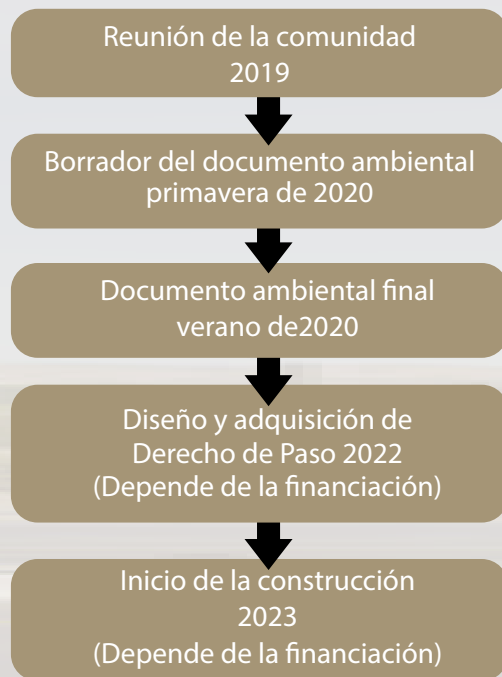 Reunión de la comunidad
2019
Borrador del documento ambiental
primavera de 2020
Documento ambiental final
verano de2020
Diseño y adquisición de
Derecho de Paso 2022
(Depende de la financiación)
Inicio de la construcción
2023
(Depende de la financiación)